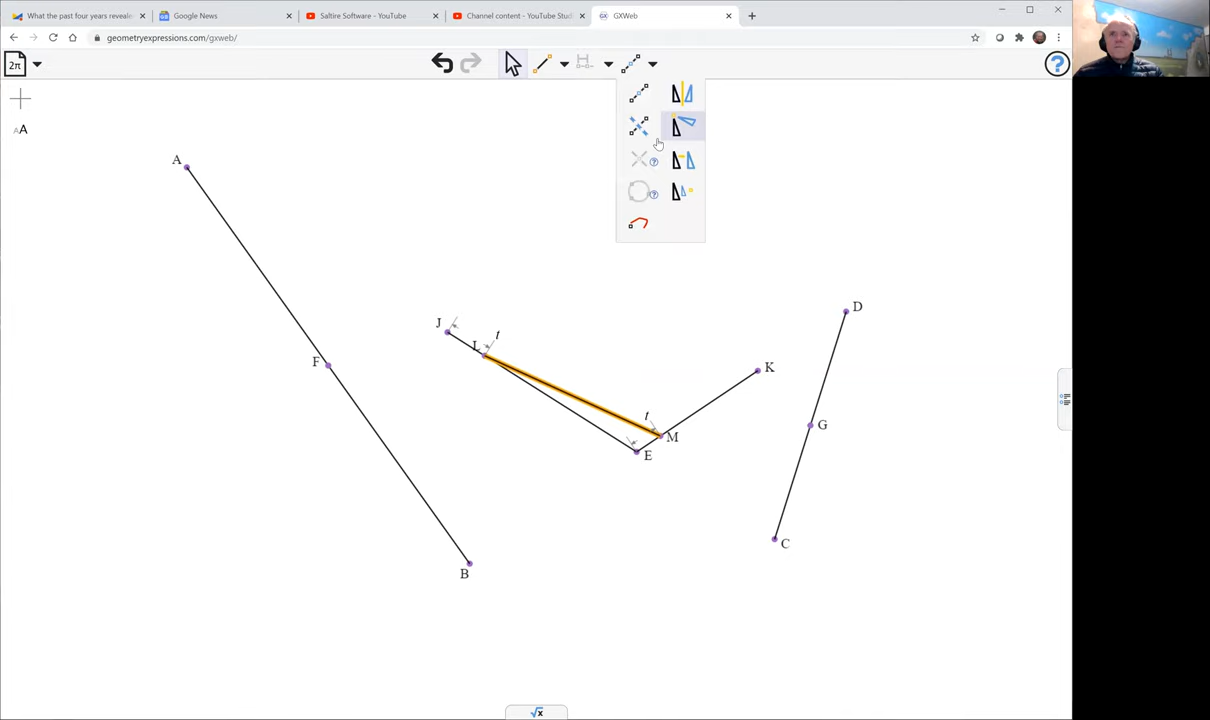 What the past four years reveale
Google News
Saltire Software - YouTube
Channel content - YouTube Stud
GXWeb
geometryexpressions.com/gxweb/
2π
?
AA
?
?
A
F
B
J
L
t
t
M
E
K
D
G
C
√x